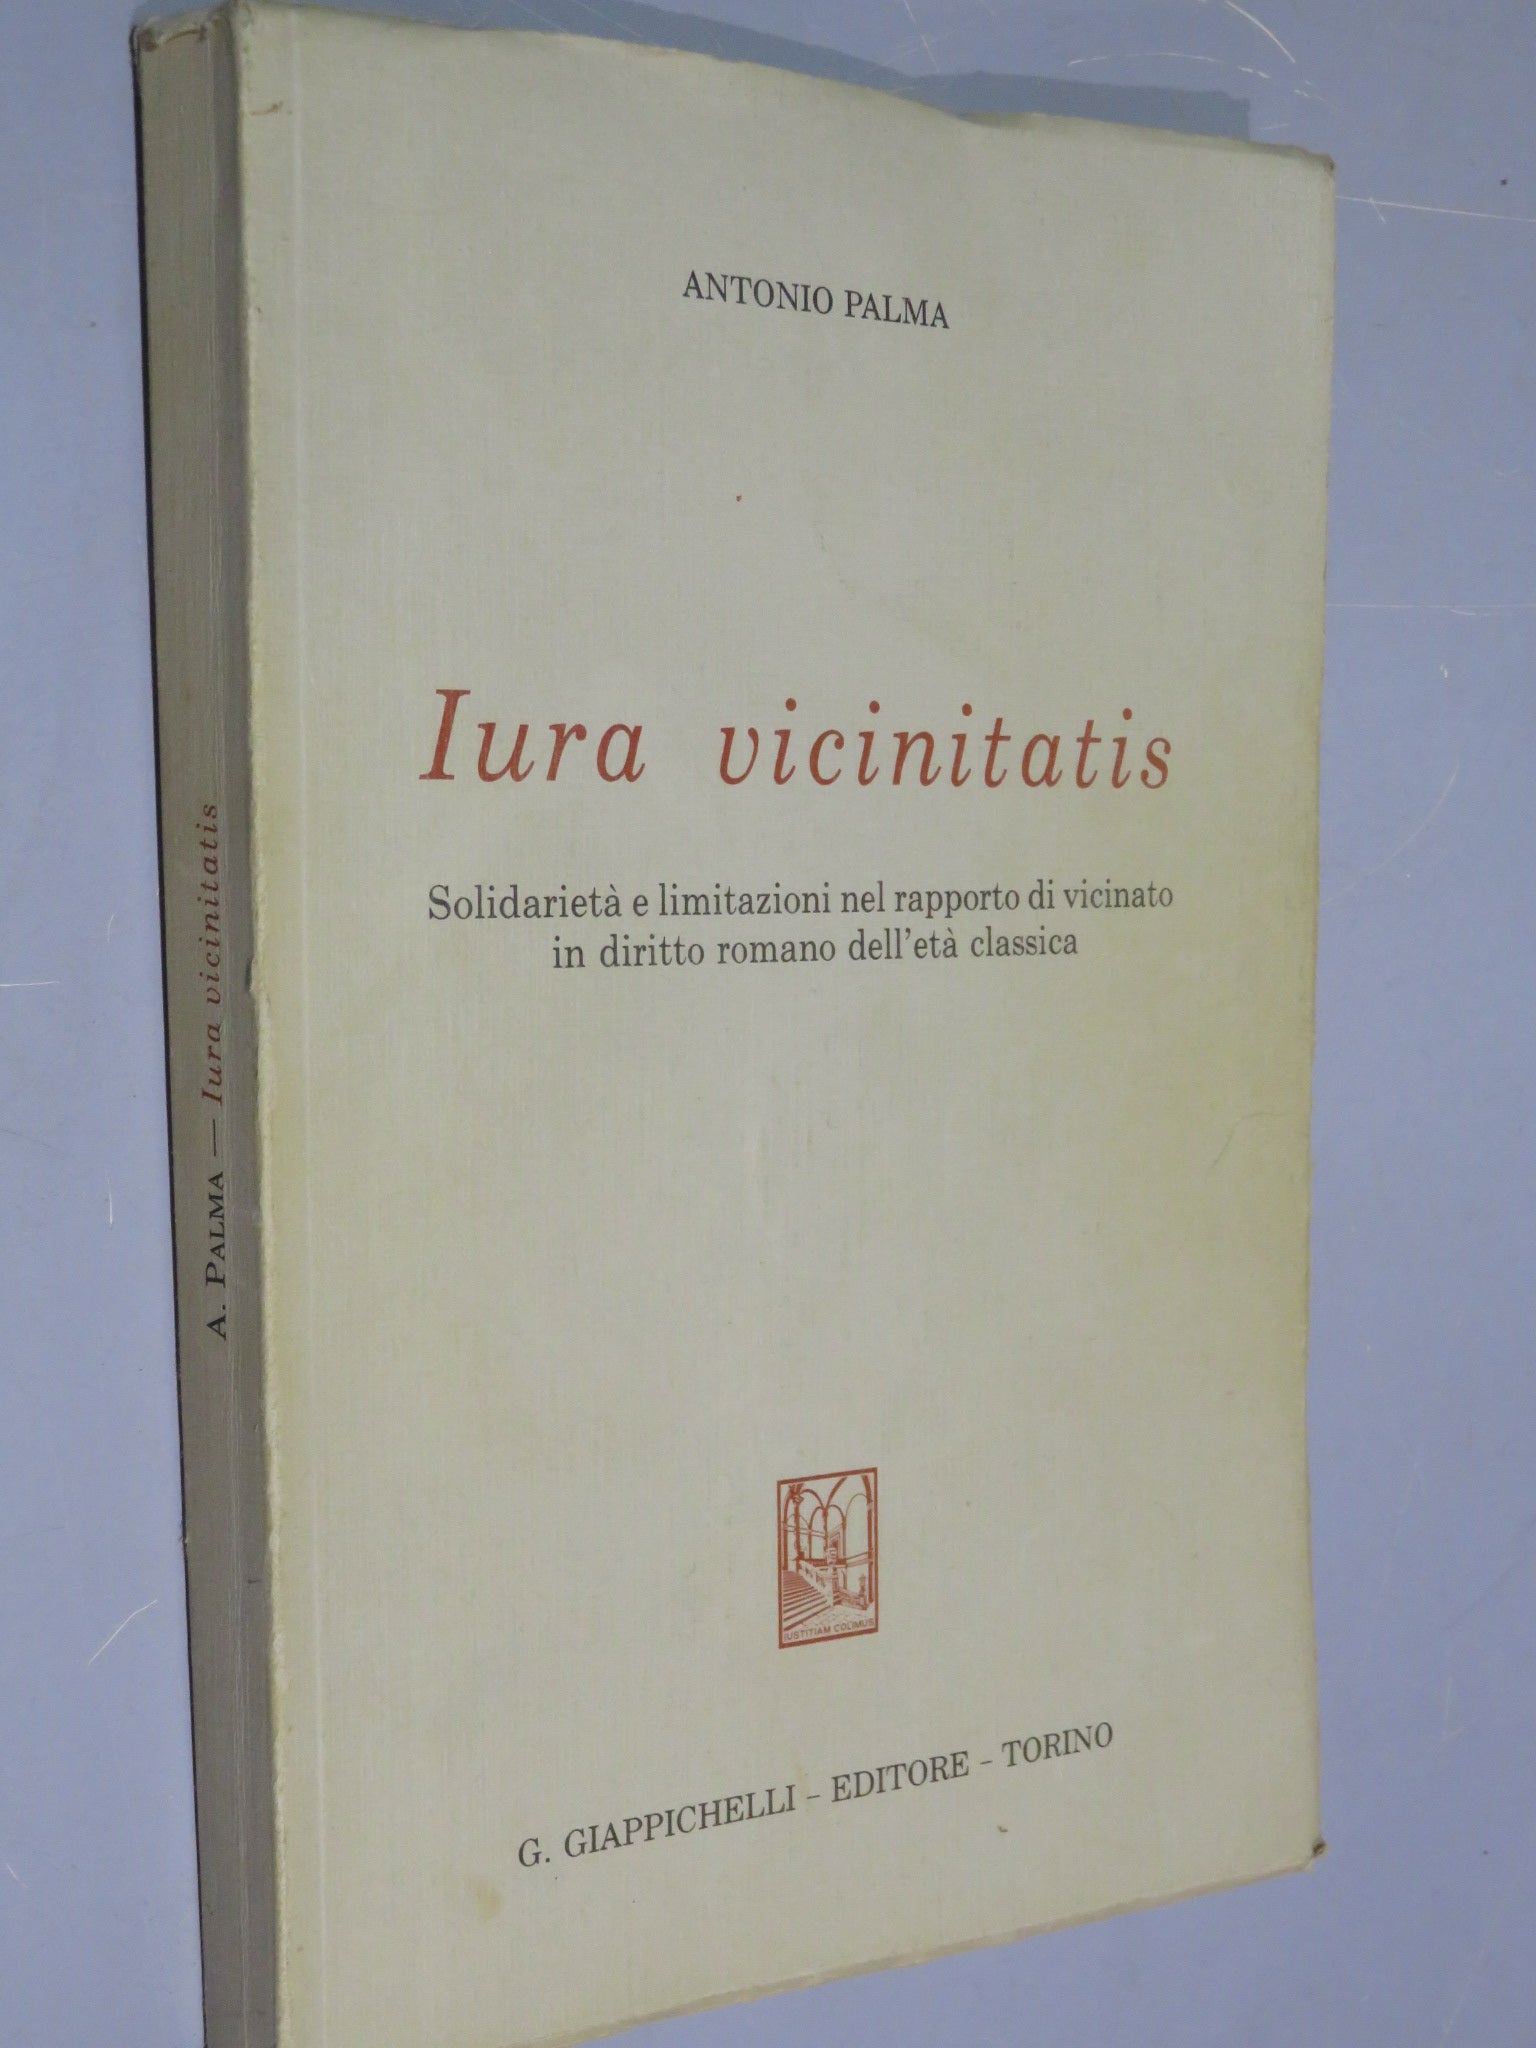 ANTONIO PALMA
Iura vicinitatis
Solidarietà e limitazioni nel rapporto di vicinato
in diritto romano dell'età classica
IUSTITIAM COLIMUS
G. GIAPPICHELLI – EDITORE – TORINO
A. PALMA — Iura vicinitatis